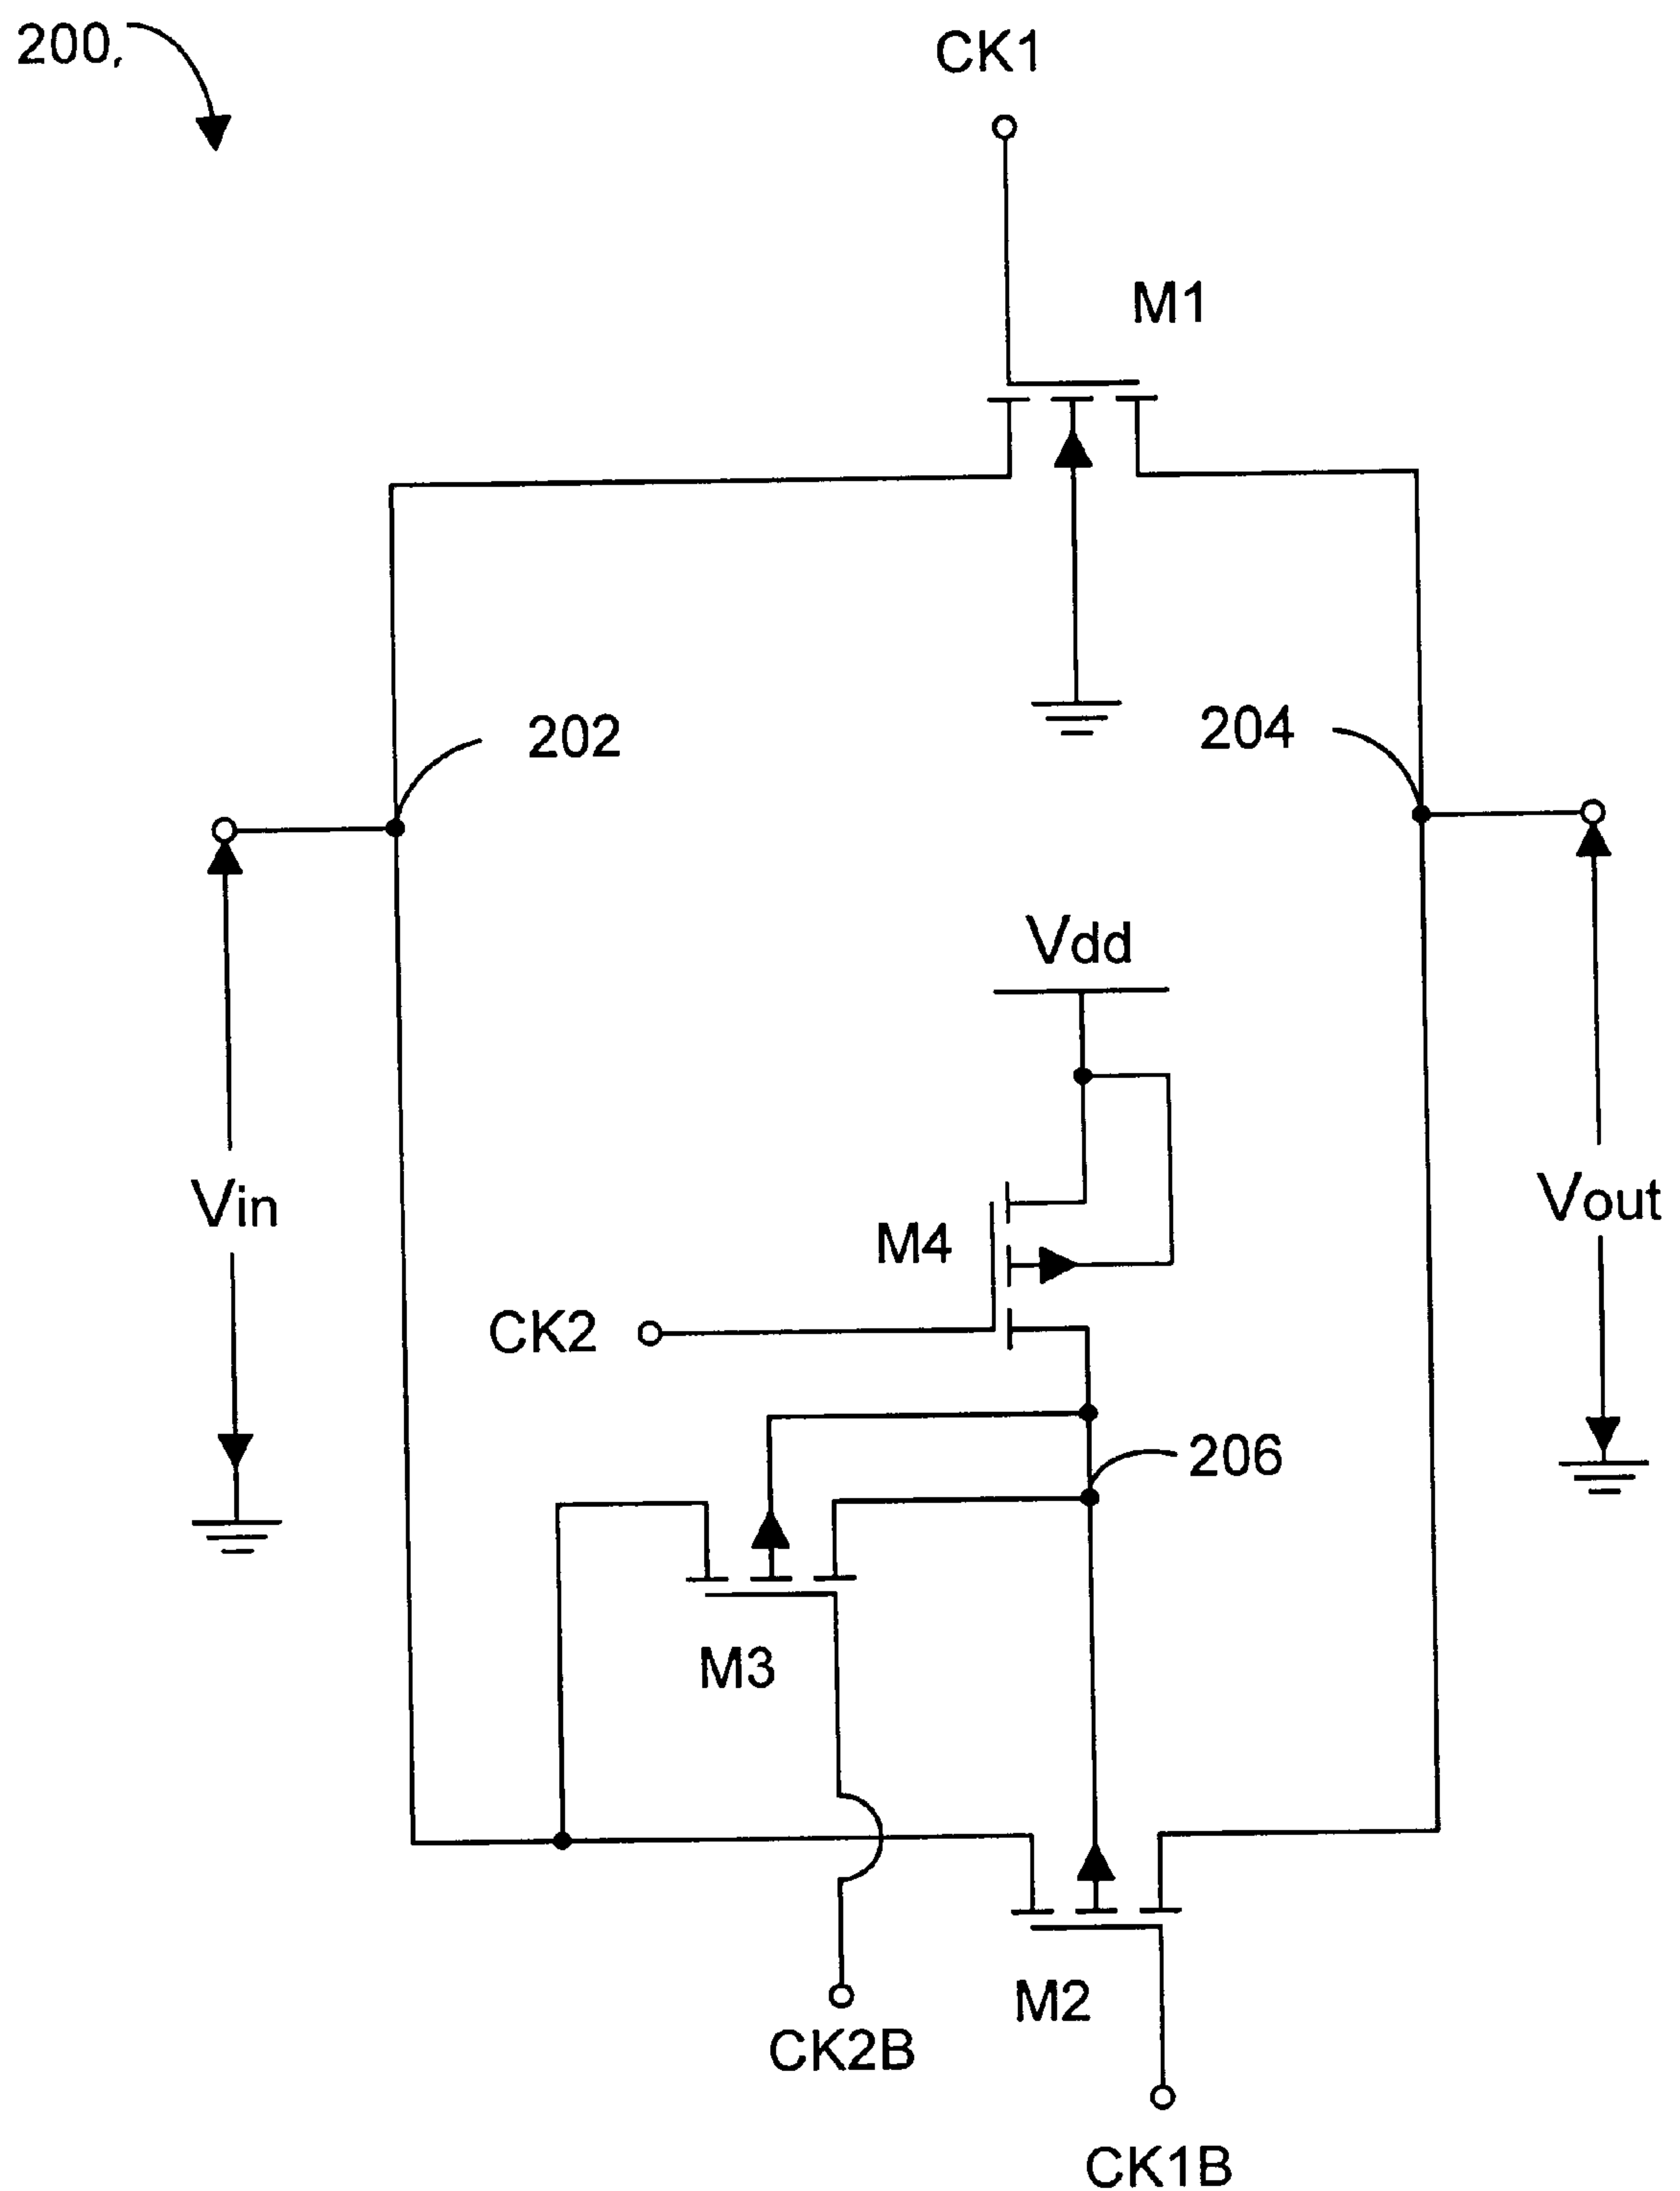 200,
CK1
M1
202
204
Vdd
Vin
Vout
M4
CK2
206
M3
M2
CK2B
CK1B